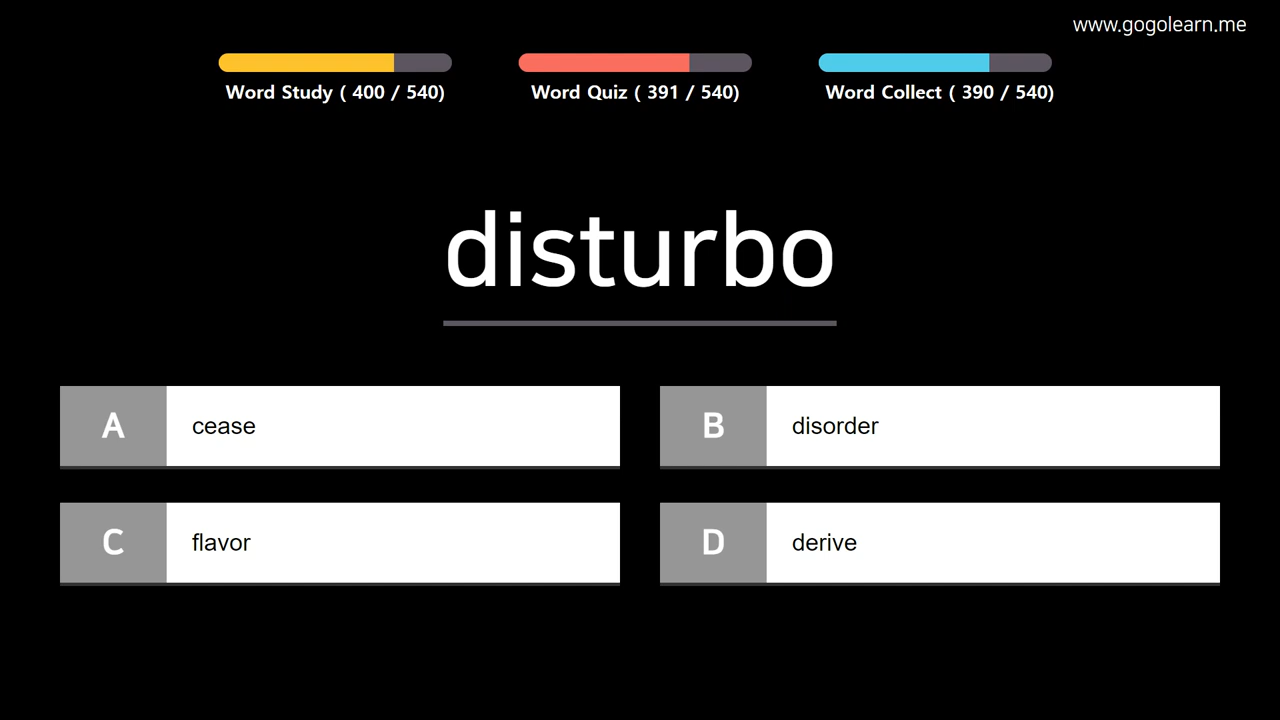 www.gogolearn.me
Word Study ( 400 / 540)
Word Quiz ( 391 / 540)
Word Collect ( 390 / 540)
disturbo
A cease
B disorder
C flavor
D derive